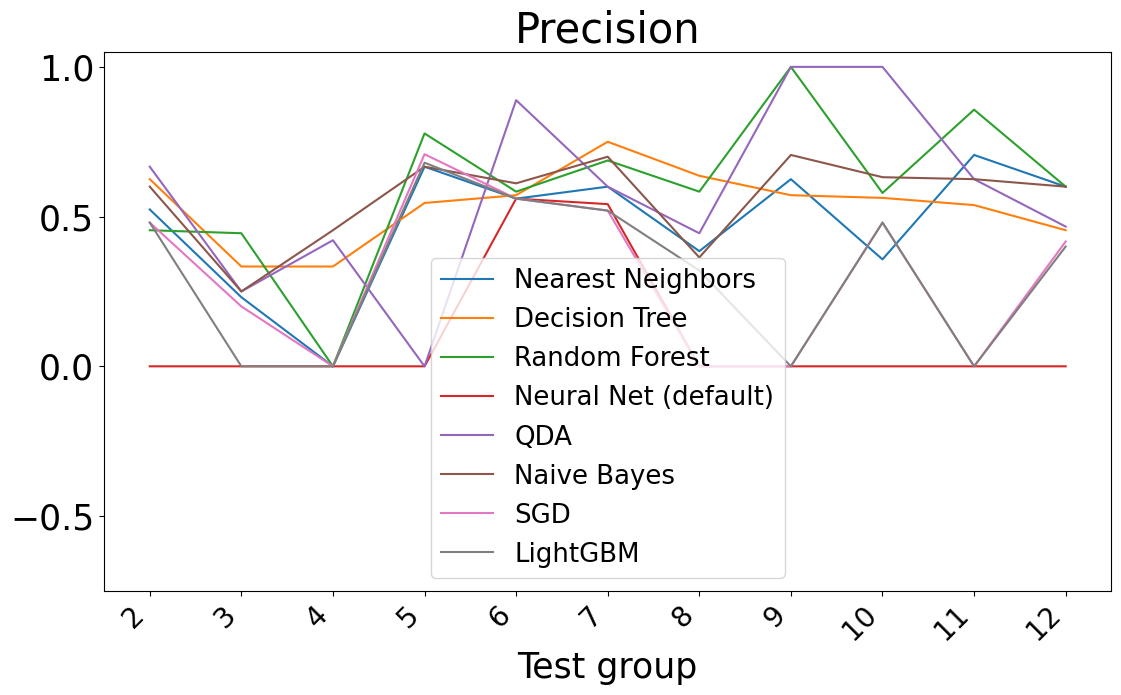 Precision
1.0
0.5
0.0
−0.5
Nearest Neighbors
Decision Tree
Random Forest
Neural Net (default)
QDA
Naive Bayes
SGD
LightGBM
2 3 4 5 6 7 8 9 10 11 12
Test group